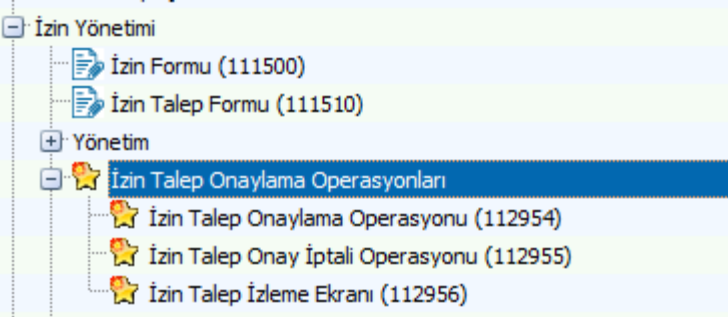 İzin Yönetimi
İzin Formu (111500)
İzin Talep Formu (111510)
Yönetim
İzin Talep Onaylama Operasyonları
İzin Talep Onaylama Operasyonu (112954)
İzin Talep Onay İptali Operasyonu (112955)
İzin Talep İzleme Ekranı (112956)